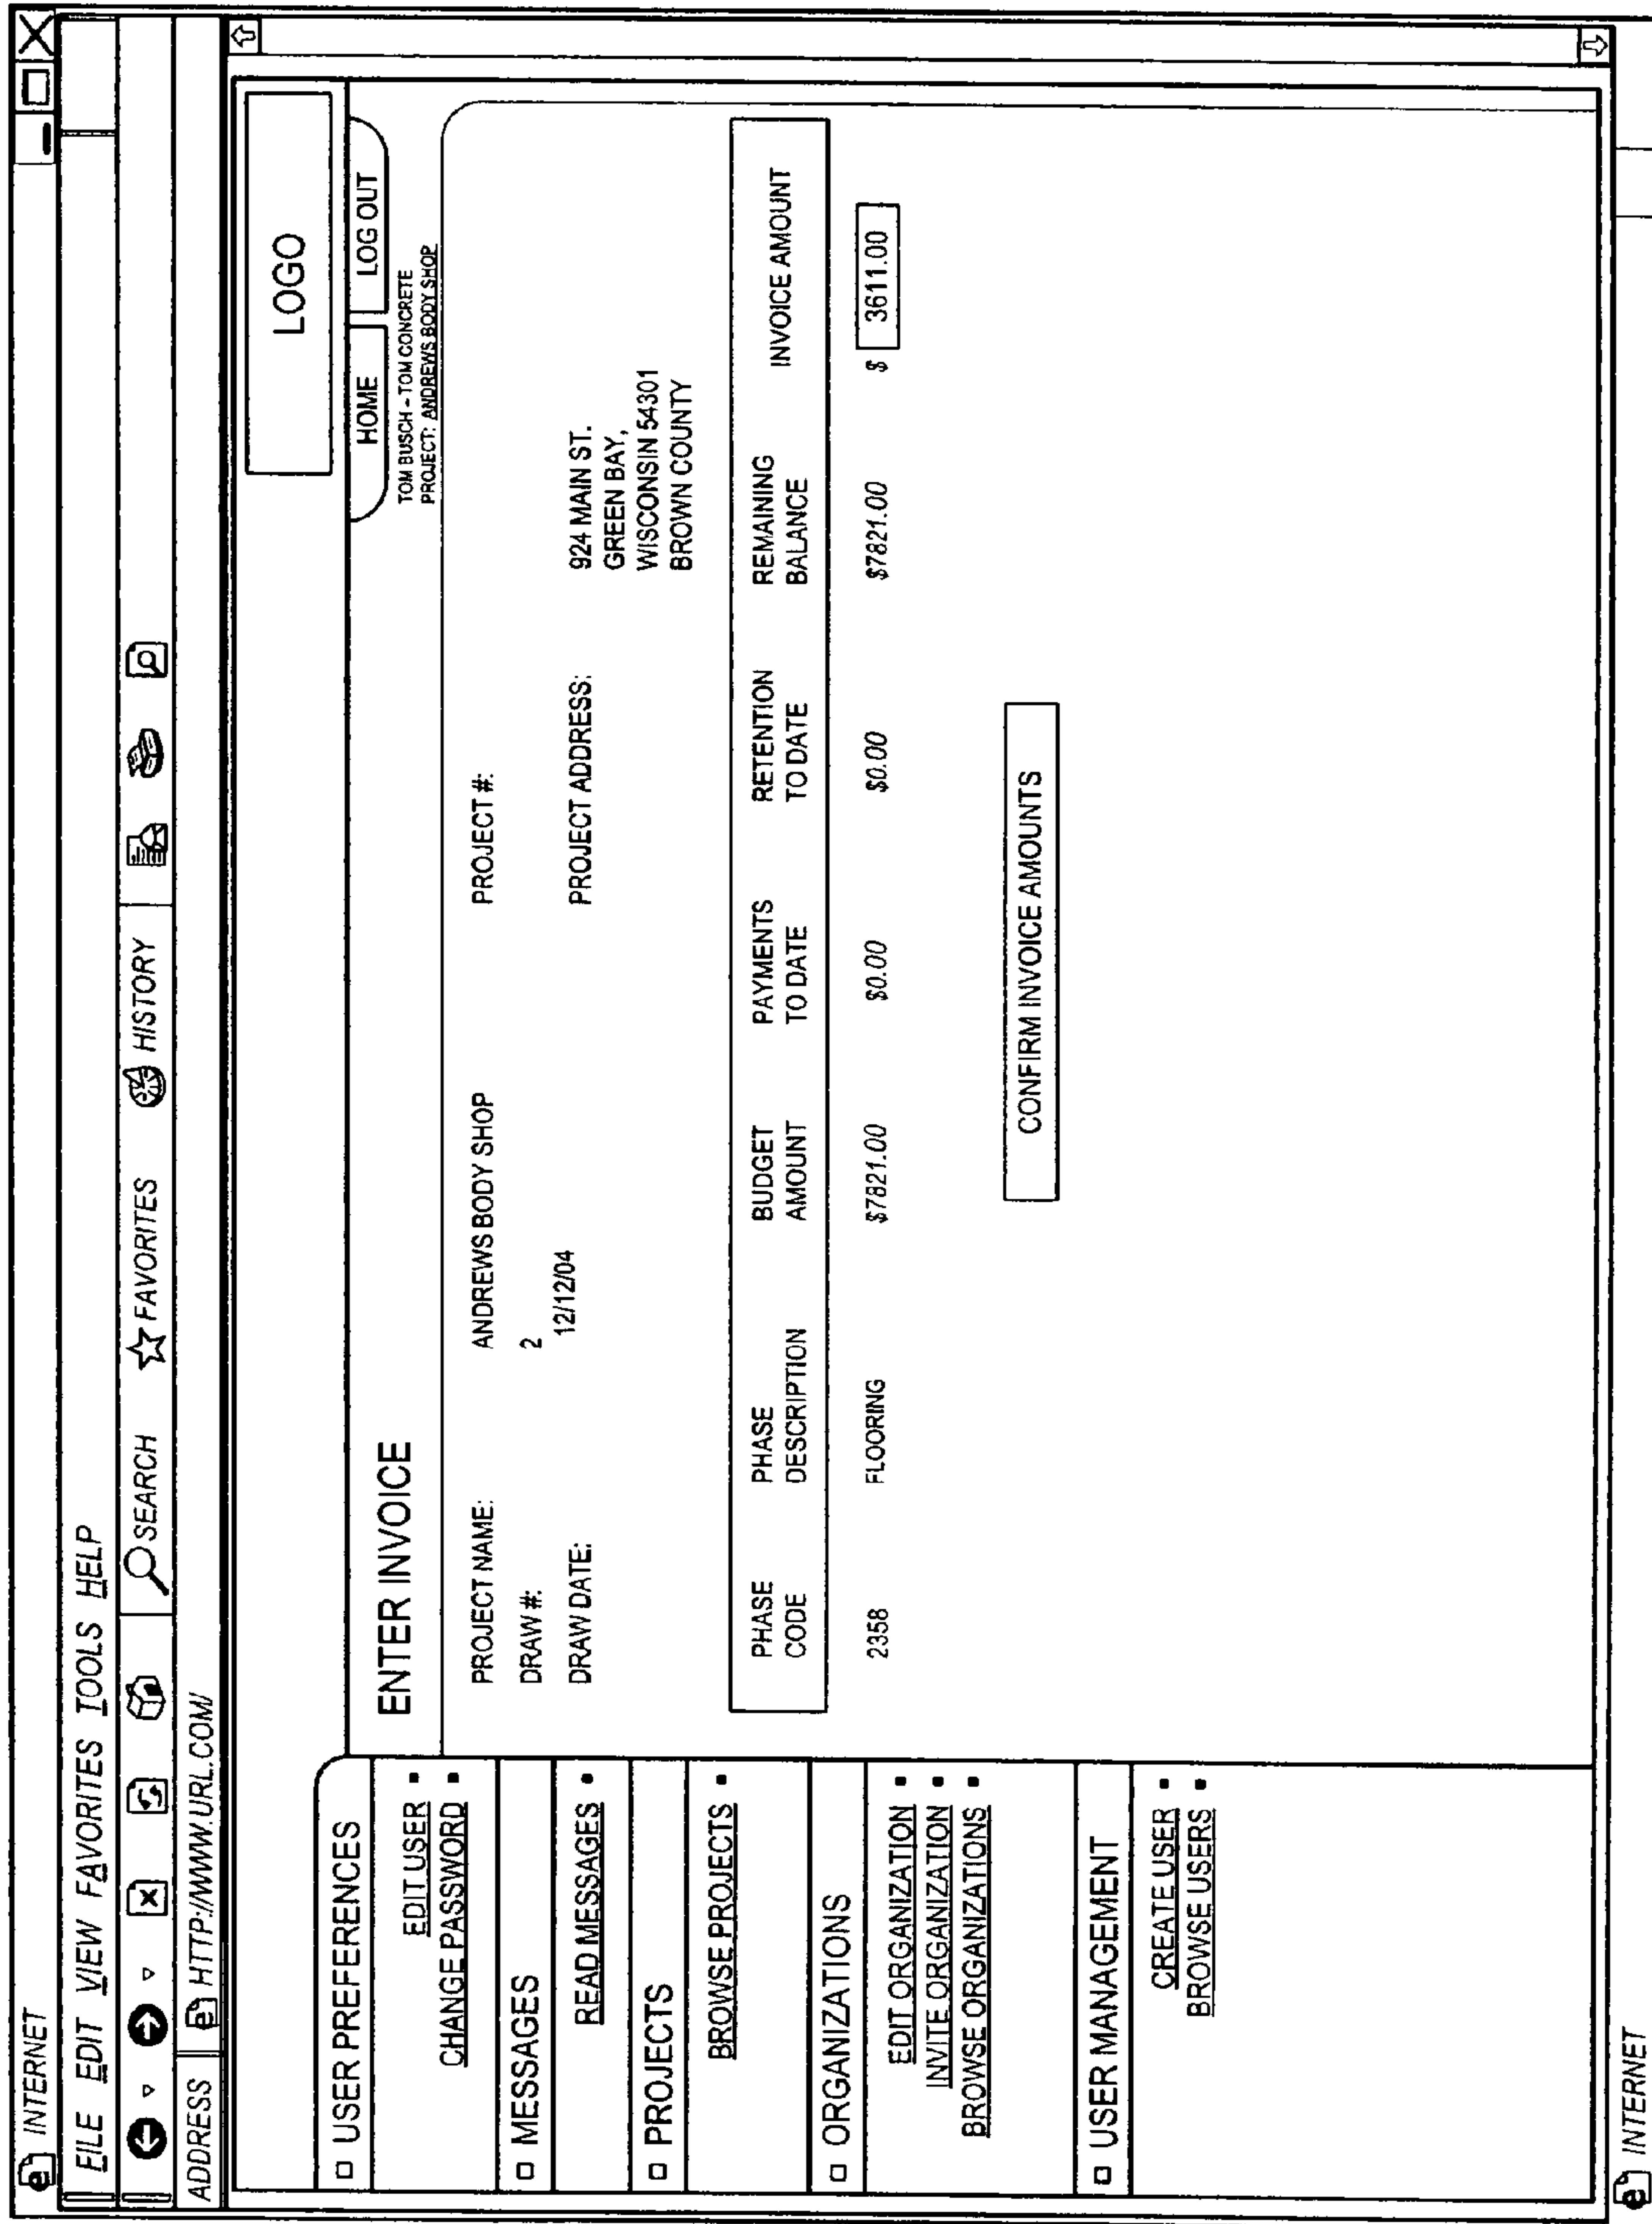 INTERNET
FILE EDIT VIEW FAVORITES TOOLS HELP
SEARCH FAVORITES HISTORY
ADDRESS HTTP://WWW.URL.COM/
LOGO
HOME LOG OUT
TOM BUSCH - TOM CONCRETE
PROJECT: ANDREWS BODY SHOP
USER PREFERENCES
EDIT USER
CHANGE PASSWORD
MESSAGES
READ MESSAGES
PROJECTS
BROWSE PROJECTS
ORGANIZATIONS
EDIT ORGANIZATION
INVITE ORGANIZATION
BROWSE ORGANIZATIONS
USER MANAGEMENT
CREATE USER
BROWSE USERS
ENTER INVOICE
PROJECT NAME: ANDREWS BODY SHOP PROJECT #:
DRAW #: 2
DRAW DATE: 12/12/04 PROJECT ADDRESS: 924 MAIN ST.
GREEN BAY,
WISCONSIN 54301
BROWN COUNTY
PHASE PHASE BUDGET PAYMENTS RETENTION REMAINING INVOICE AMOUNT
CODE DESCRIPTION AMOUNT TO DATE TO DATE BALANCE
2358 FLOORING $7821.00 $0.00 $0.00 $7821.00 $ 3611.00
CONFIRM INVOICE AMOUNTS
INTERNET